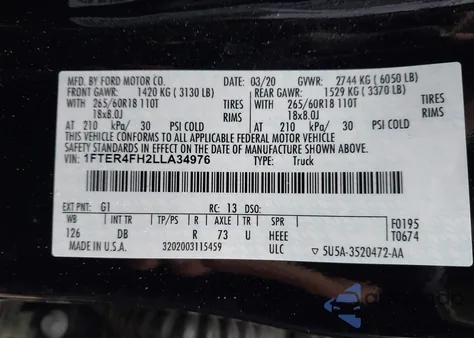 MFD. BY FORD MOTOR CO. 03/20 GVWR: 2744 KG ( 6050 LB)
FRONT GAWR: 1420 KG ( 3130 LB) REAR GAWR: 1529 KG ( 3370 LB)
WITH 265/60R18 110T TIRES WITH 265/60R18 110T TIRES
18x8.0J RIMS 18x8.0J RIMS
AT 210 kPa/ 30 PSI COLD AT 210 kPa/ 30 PSI COLD
THIS VEHICLE CONFORMS TO ALL APPLICABLE FEDERAL MOTOR VEHICLE
SAFETY STANDARDS IN EFFECT ON THE DATE OF MANUFACTURE SHOWN ABOVE.
VIN: 1FTER4FH2LLA34976 TYPE: Truck
EXT PNT: G1 RC: 13 DSO:
WB INT TR TP/PS R AXLE TR SPR F0195
126 DB R 73 U HEEE T0674
MADE IN U.S.A. 3202003115459 ULC 5U5A-3520472-AA